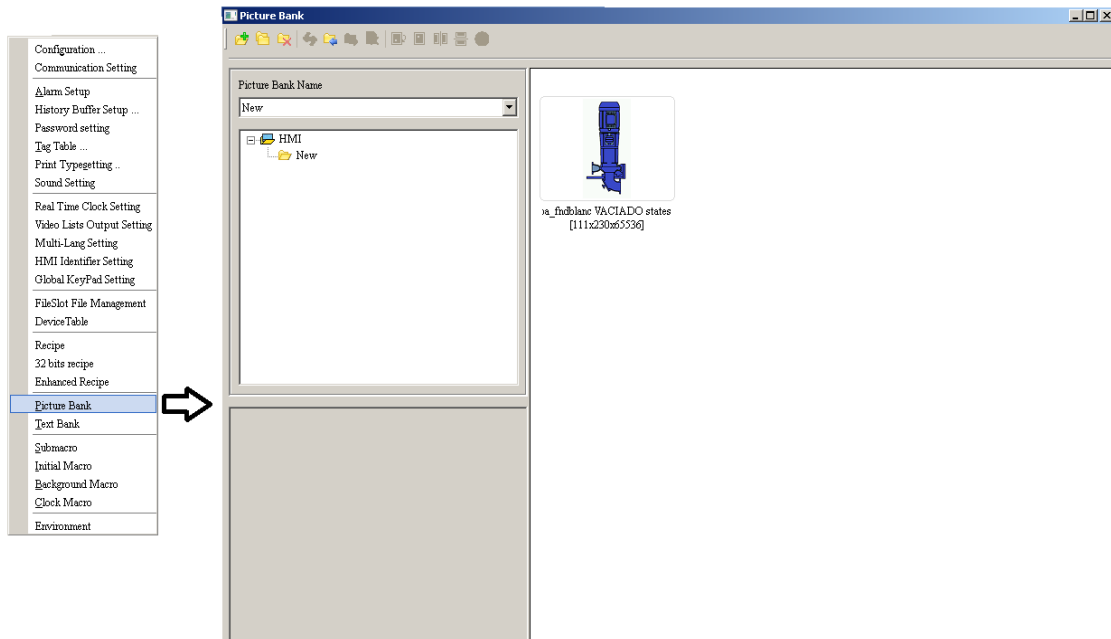 Configuration ...
Communication Setting
Alarm Setup
History Buffer Setup ...
Password setting
Tag Table ...
Print Typesetting ..
Sound Setting
Real Time Clock Setting
Video Lists Output Setting
Multi-Lang Setting
HMI Identifier Setting
Global KeyPad Setting
FileSlot File Management
DeviceTable
Recipe
32 bits recipe
Enhanced Recipe
Picture Bank
Text Bank
Submacro
Initial Macro
Background Macro
Clock Macro
Environment
Picture Bank
Picture Bank Name
New
HMI
New
VACIADO states
[111x230x65536]